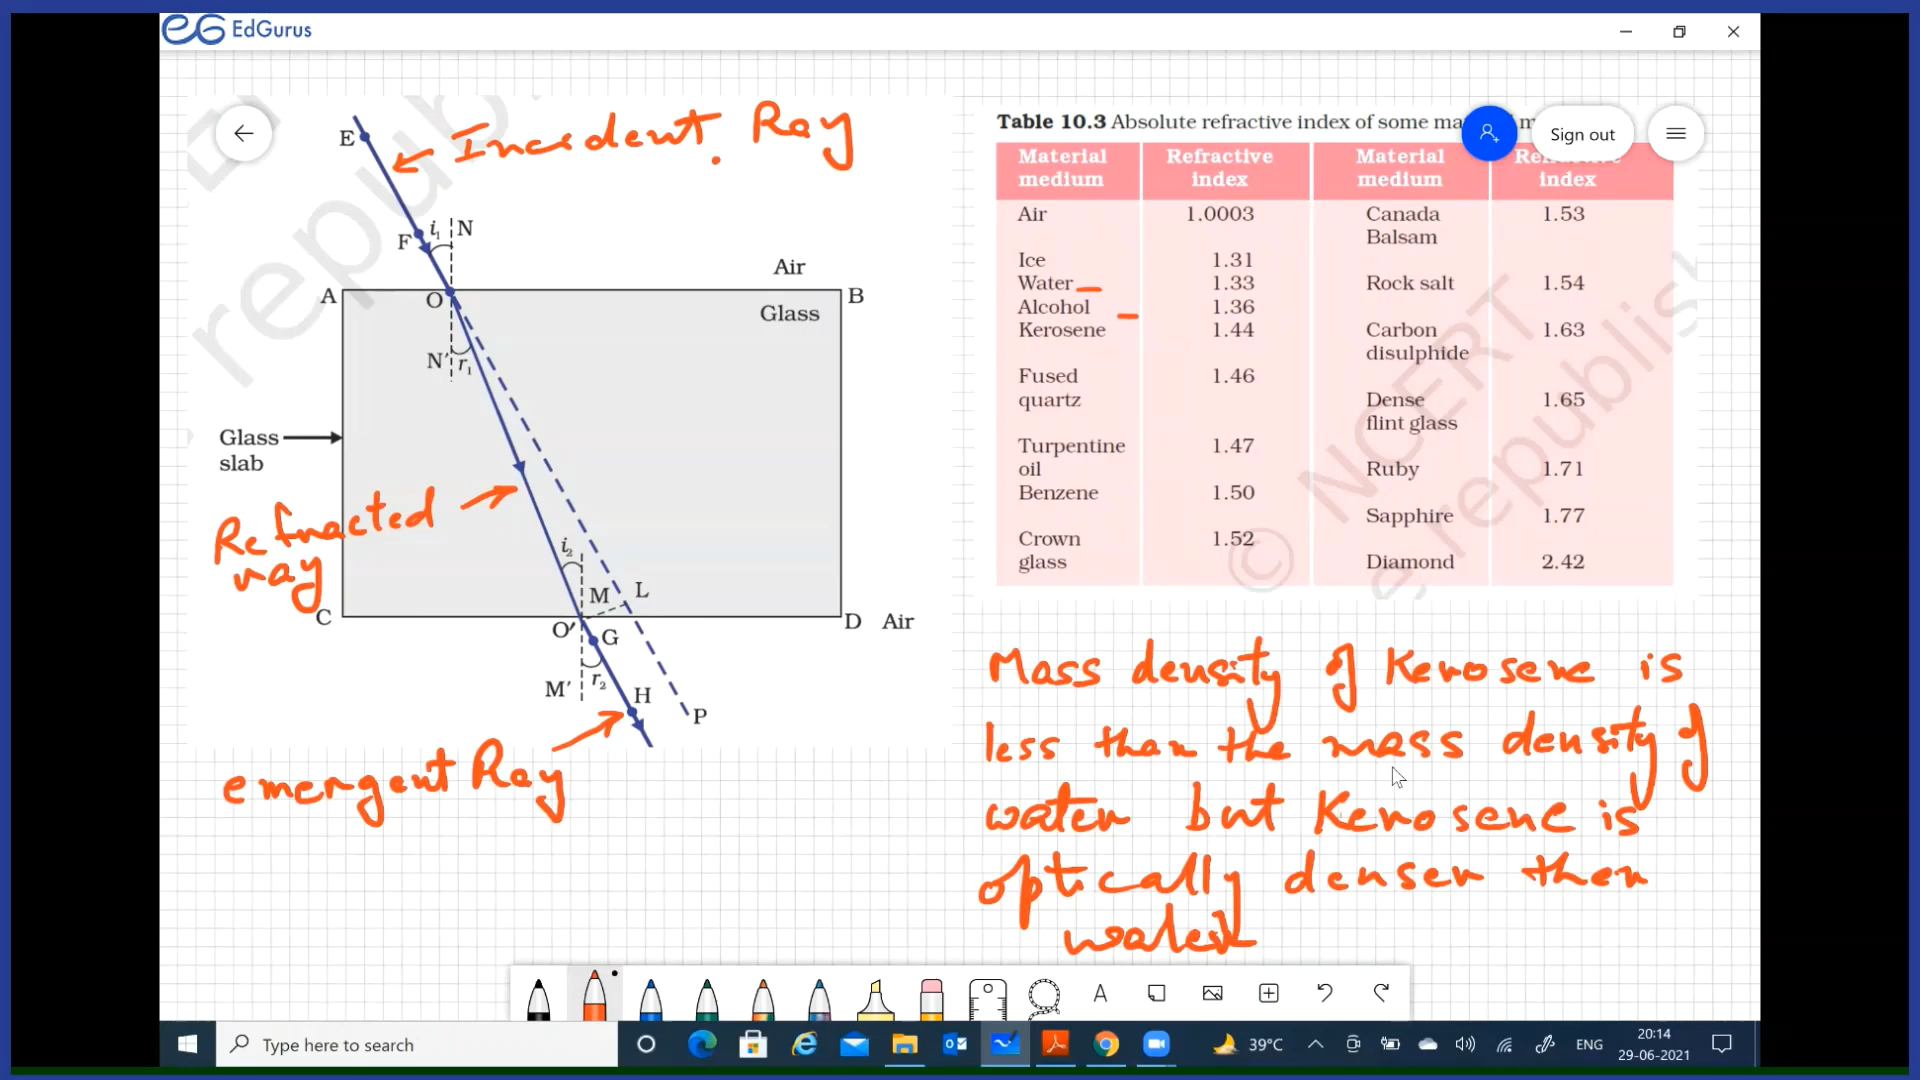 EdGurus
Table 10.3 Absolute refractive index of some
Sign out
Material medium Refractive index Material medium Refractive index
Air 1.0003 Canada Balsam 1.53
Ice 1.31
Water 1.33 Rock salt 1.54
Alcohol 1.36
Kerosene 1.44 Carbon disulphide 1.63
Fused quartz 1.46
Dense flint glass 1.65
Turpentine oil 1.47
Ruby 1.71
Benzene 1.50
Sapphire 1.77
Crown glass 1.52
Diamond 2.42
© NCERT
republis
republi
E
Incident Ray
F i₁ N
Air
A O B
Glass
N′ r₁
Glass slab
Refracted
ray
i₂
M L
C O′ D Air
G
M′ r₂ H
P
emergent Ray
Mass density of Kerosene is
less than the mass density of
water but Kerosene is
optically denser then
water
A
Type here to search
39°C
ENG
20:14
29-06-2021